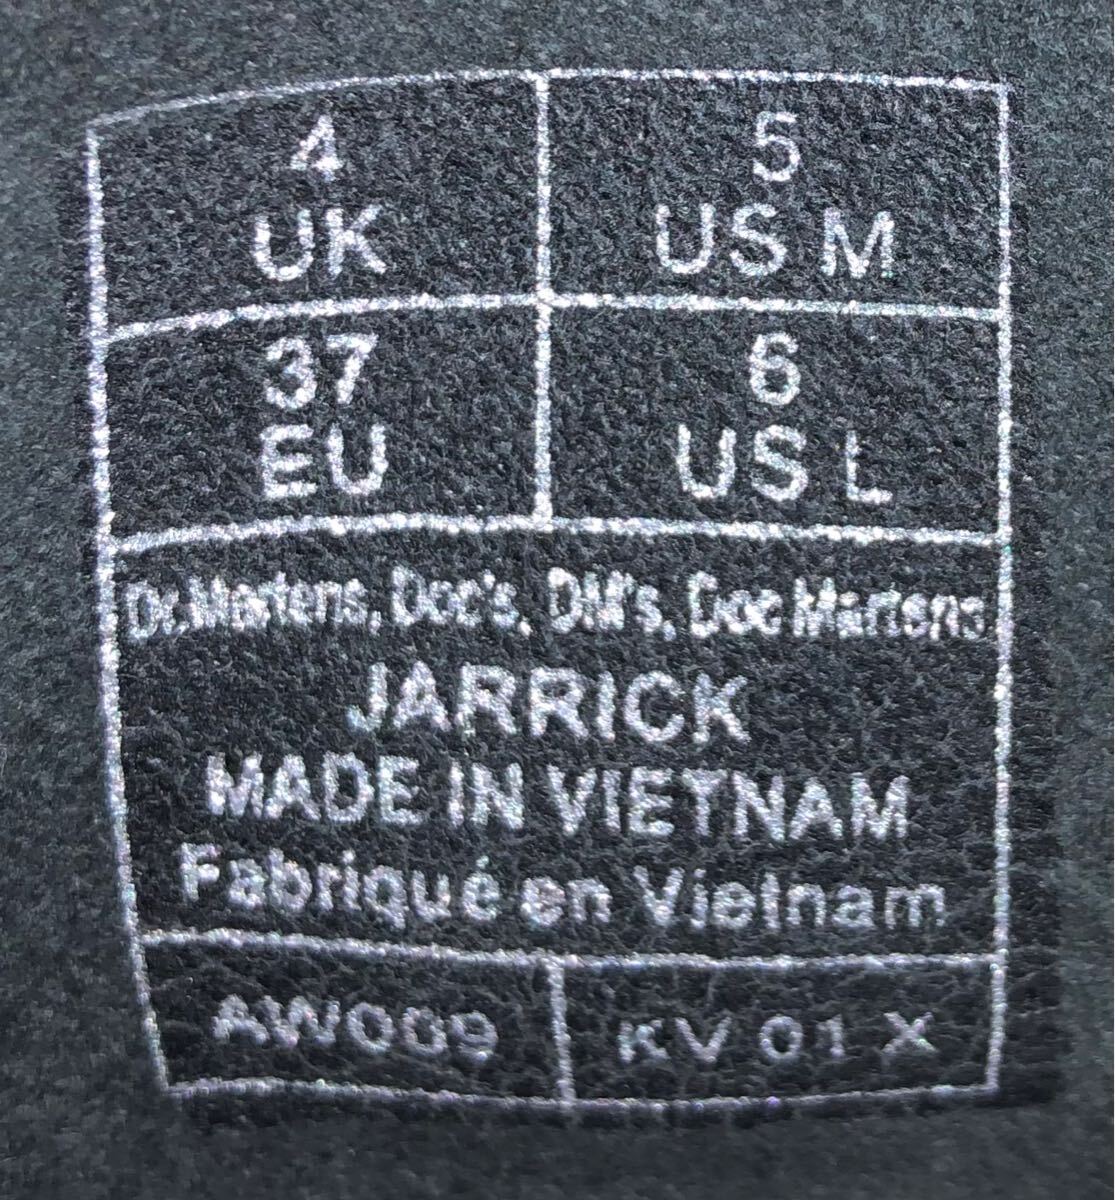 4
UK
5
US M
37
EU
6
US L
Dr.Martens, Doc's, DM's, Doc Martens
JARRICK
MADE IN VIETNAM
Fabriqué en Vietnam
AW009
KV 01 X